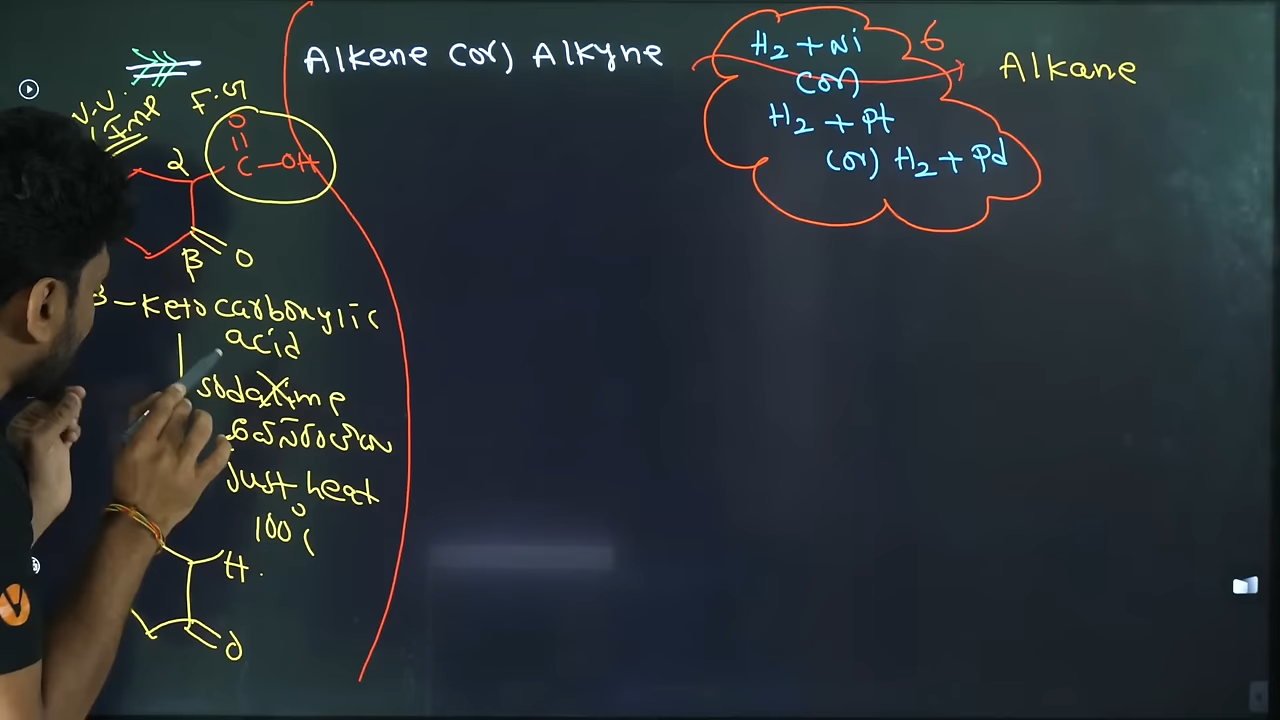 V.V.
Imp
F.G
O
α C—OH
β O
β-Keto carboxylic
acid
sodalime
Just heat
100°C
H.
O
Alkene (or) Alkyne
H₂ + Ni
(or)
H₂ + Pt
(or) H₂ + Pd
6
Alkane